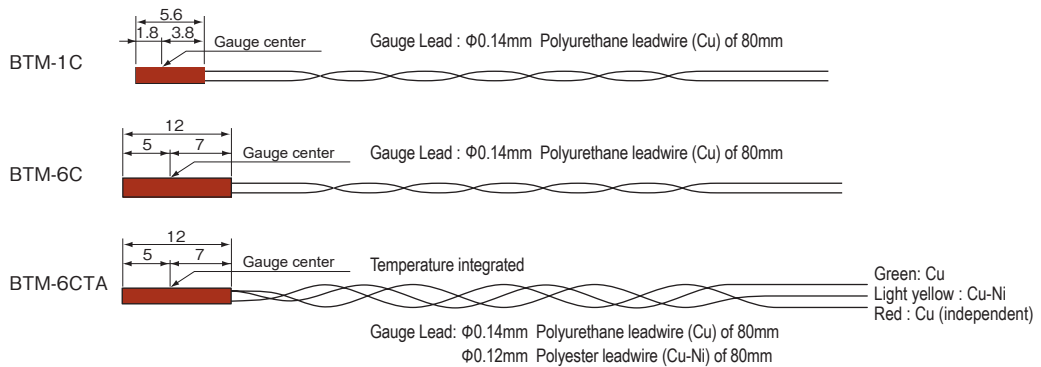 5.6
1.8 3.8
Gauge center
Gauge Lead : Φ0.14mm Polyurethane leadwire (Cu) of 80mm
BTM-1C
12
5 7
Gauge center
Gauge Lead : Φ0.14mm Polyurethane leadwire (Cu) of 80mm
BTM-6C
12
5 7
Gauge center
Temperature integrated
BTM-6CTA
Green: Cu
Light yellow : Cu-Ni
Red : Cu (independent)
Gauge Lead: Φ0.14mm Polyurethane leadwire (Cu) of 80mm
Φ0.12mm Polyester leadwire (Cu-Ni) of 80mm